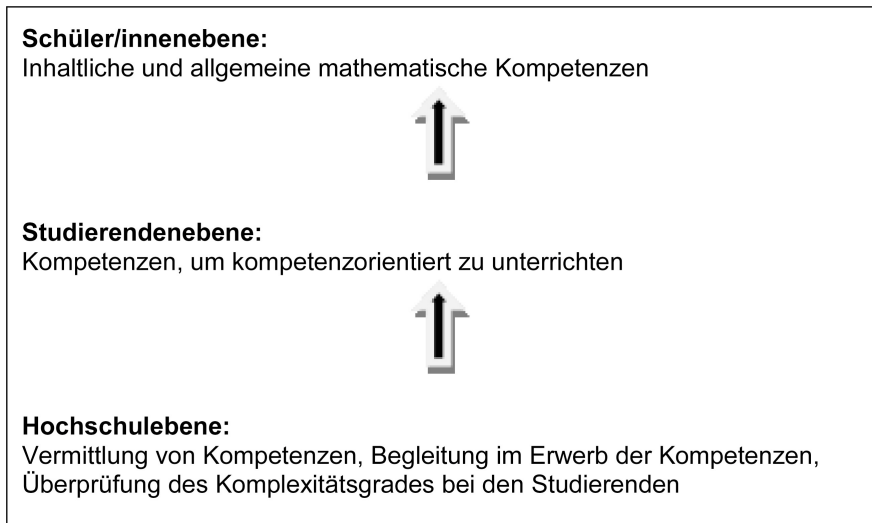 Schüler/innenebene:
Inhaltliche und allgemeine mathematische Kompetenzen
Studierendenebene:
Kompetenzen, um kompetenzorientiert zu unterrichten
Hochschulebene:
Vermittlung von Kompetenzen, Begleitung im Erwerb der Kompetenzen,
Überprüfung des Komplexitätsgrades bei den Studierenden